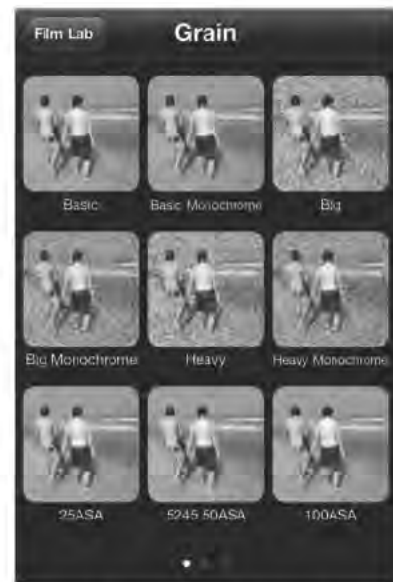 Film Lab
Grain
Basic
Basic Monochrome
Big
Big Monochrome
Heavy
Heavy Monochrome
25ASA
5245 50ASA
100ASA